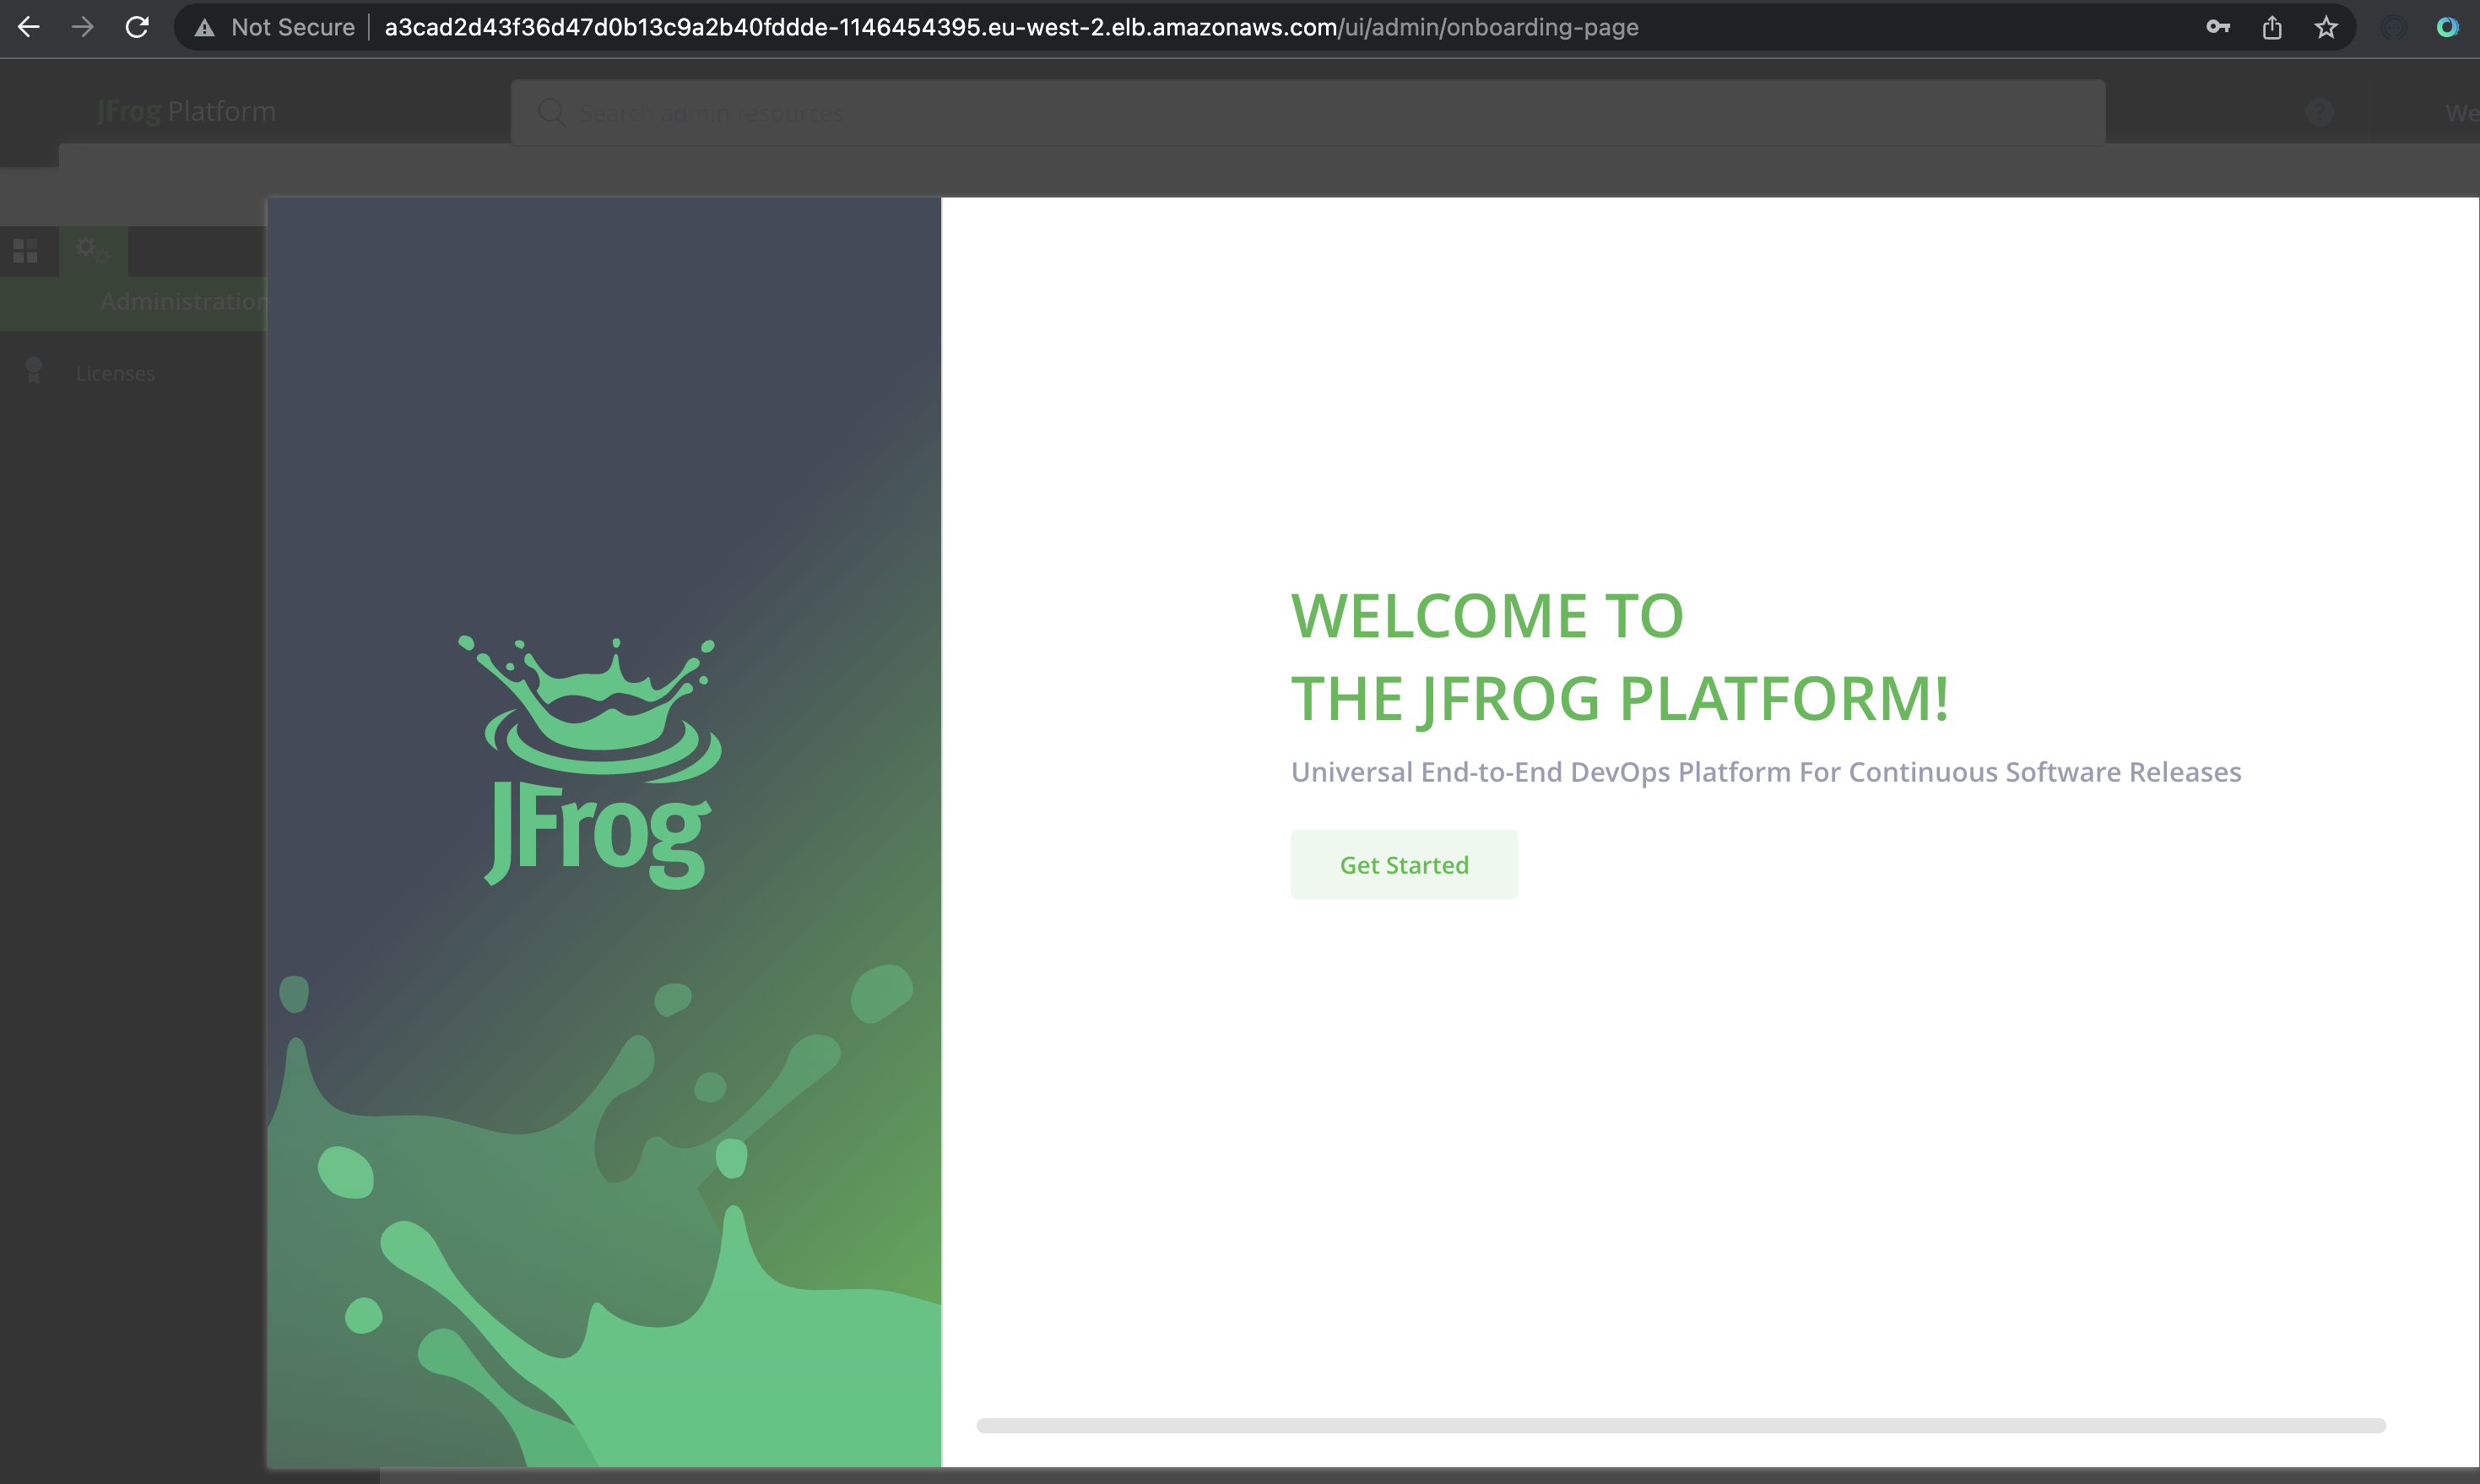 Not Secure
a3cad2d43f36d47d0b13c9a2b40fddde-1146454395.eu-west-2.elb.amazonaws.com/ui/admin/onboarding-page
JFrog Platform
Search admin resources
?
We
Administration
Licenses
JFrog
WELCOME TO
THE JFROG PLATFORM!
Universal End-to-End DevOps Platform For Continuous Software Releases
Get Started